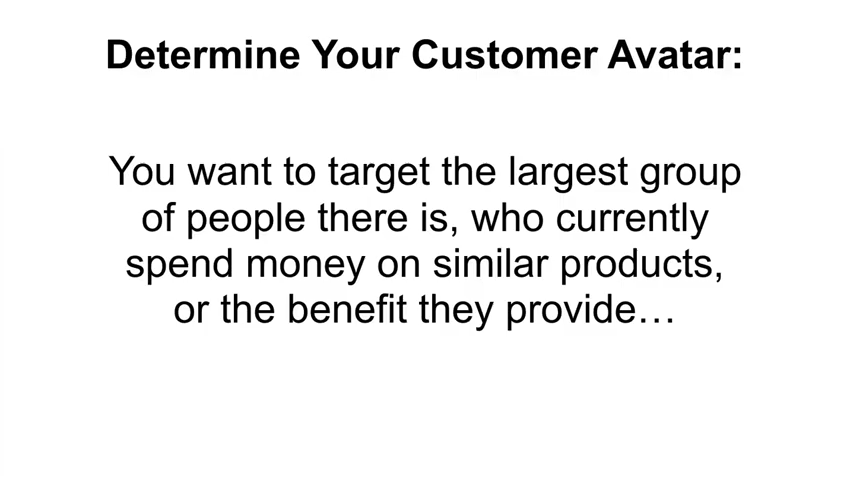 Determine Your Customer Avatar:
You want to target the largest group
of people there is, who currently
spend money on similar products,
or the benefit they provide…